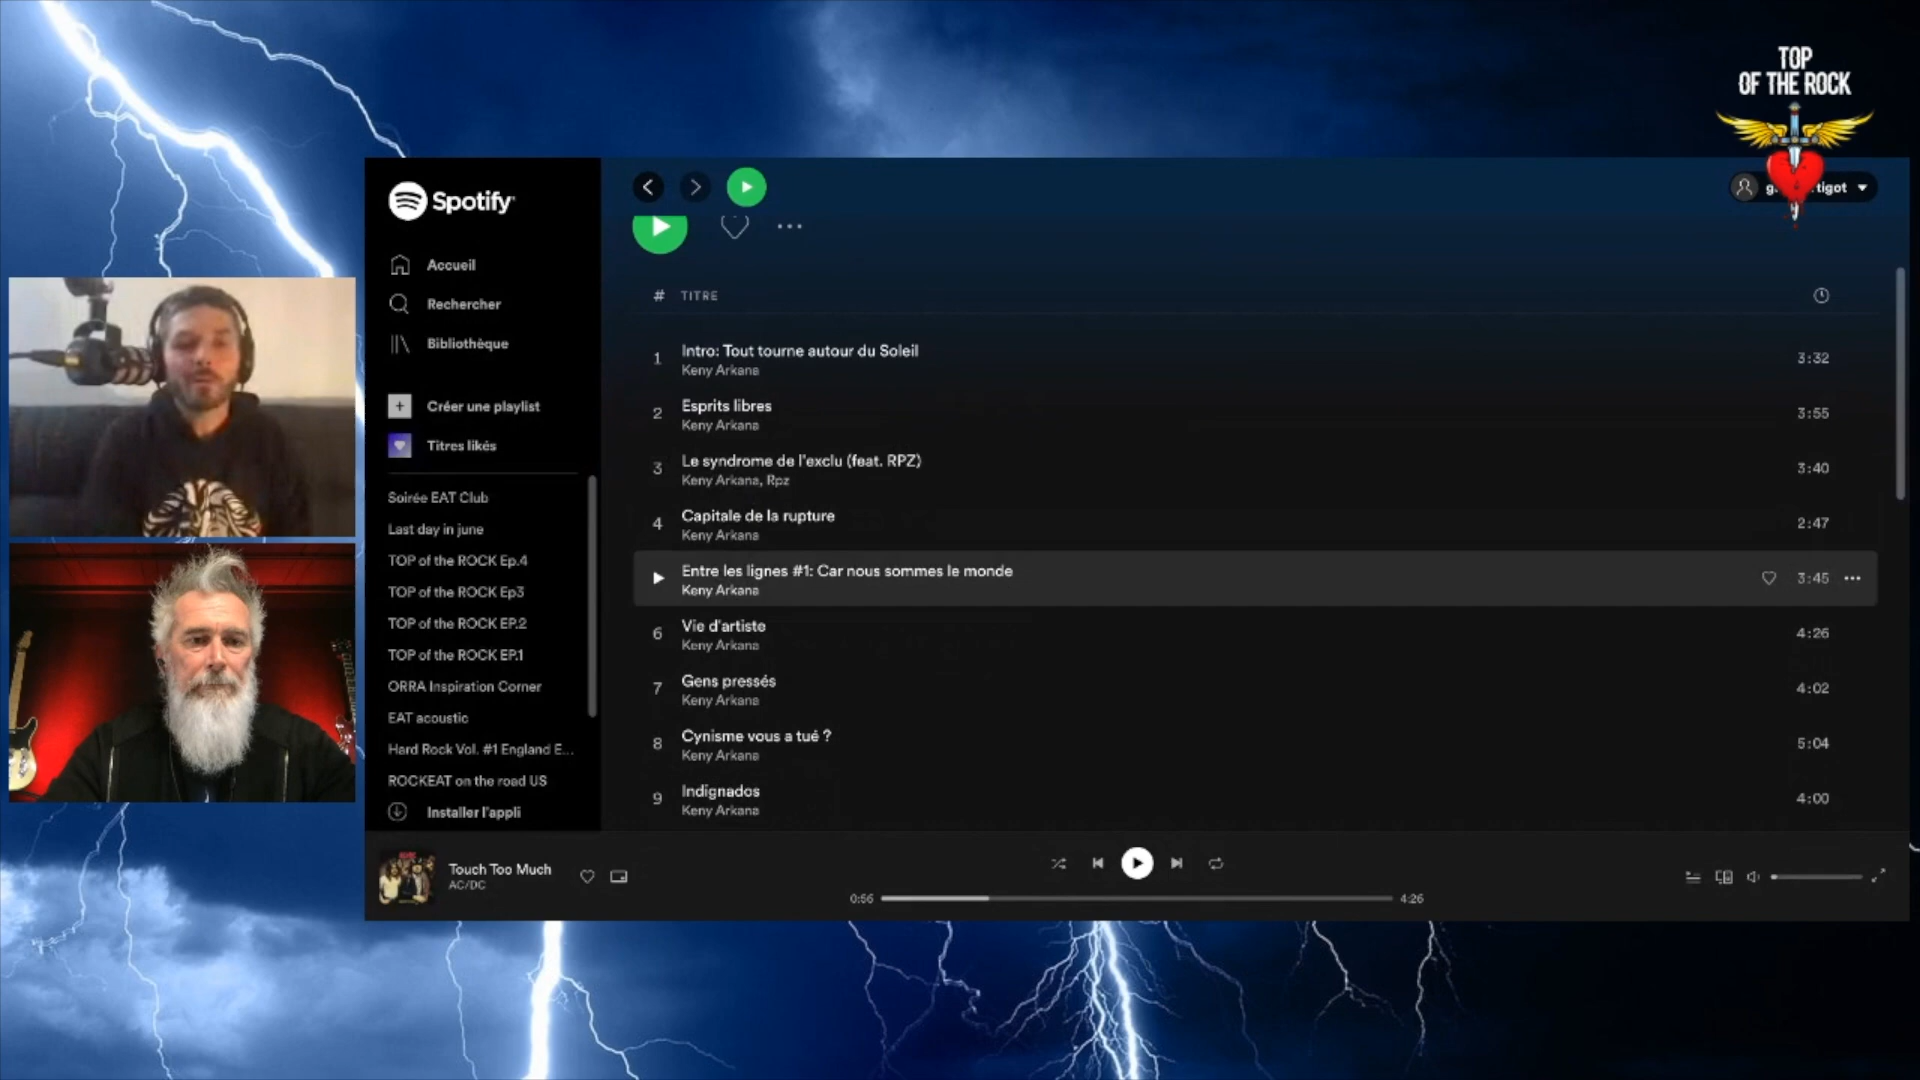 TOP
OF THE ROCK
Spotify
tigot
Accueil
Rechercher
Bibliothèque
Créer une playlist
Titres likés
Soirée EAT Club
Last day in june
TOP of the ROCK Ep.4
TOP of the ROCK Ep3
TOP of the ROCK EP.2
TOP of the ROCK EP.1
ORRA Inspiration Corner
EAT acoustic
Hard Rock Vol. #1 England E...
ROCKEAT on the road US
Installer l'appli
# TITRE
1 Intro: Tout tourne autour du Soleil 3:32
Keny Arkana
2 Esprits libres 3:55
Keny Arkana
3 Le syndrome de l'exclu (feat. RPZ) 3:40
Keny Arkana, Rpz
4 Capitale de la rupture 2:47
Keny Arkana
Entre les lignes #1: Car nous sommes le monde 3:45
Keny Arkana
6 Vie d'artiste 4:26
Keny Arkana
7 Gens pressés 4:02
Keny Arkana
8 Cynisme vous a tué ? 5:04
Keny Arkana
9 Indignados 4:00
Keny Arkana
Touch Too Much
AC/DC
0:56 4:26